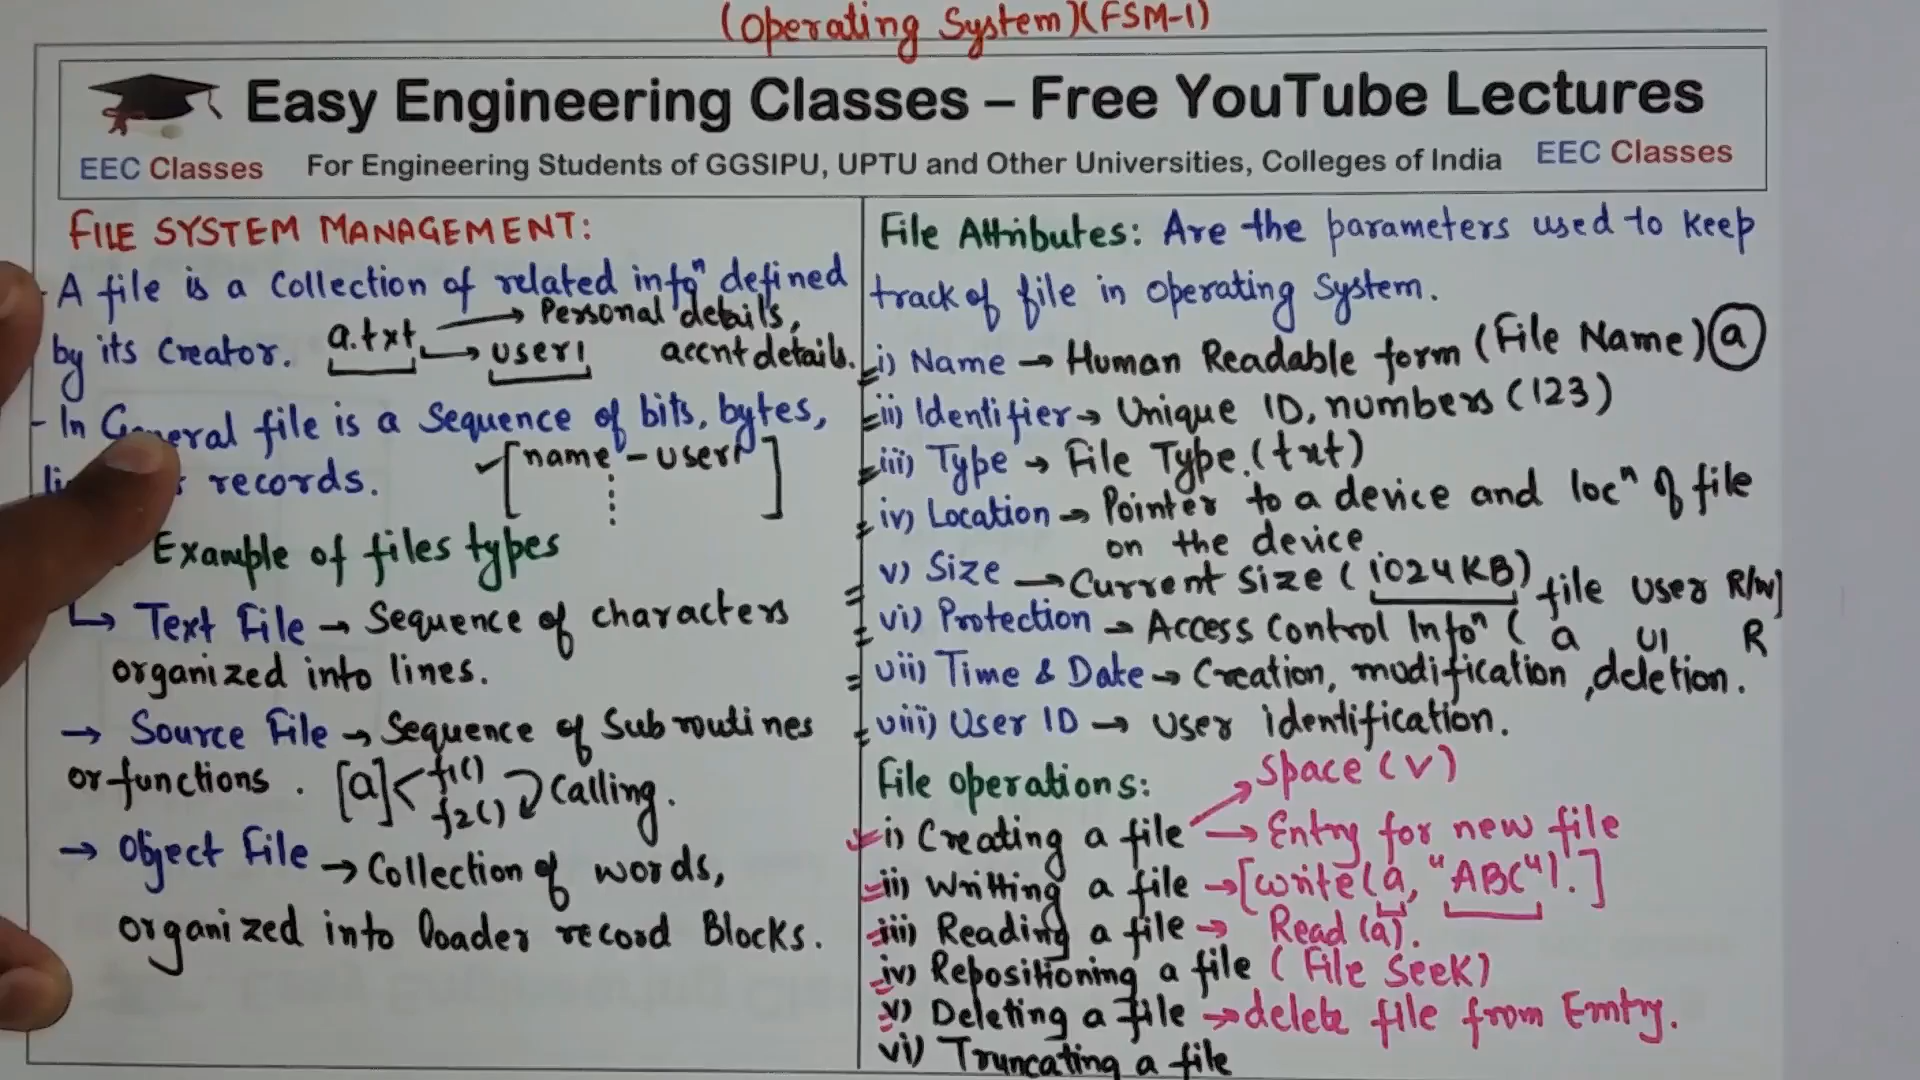 (Operating System)(FSM-1)
Easy Engineering Classes – Free YouTube Lectures
EEC Classes For Engineering Students of GGSIPU, UPTU and Other Universities, Colleges of India EEC Classes
FILE SYSTEM MANAGEMENT:
- A file is a Collection of related infoⁿ defined
by its Creator. a.txt → Personal details,
→ user1 accnt details.
- In General file is a Sequence of bits, bytes,
records.
[name - user1]
Example of files types
↳ Text File → Sequence of characters
organized into lines.
→ Source File → Sequence of Subroutines
or functions. [a] < f1()
f2() Calling.
→ Object File → Collection of words,
organized into loader record Blocks.
File Attributes: Are the parameters used to keep
track of file in operating System.
i) Name → Human Readable form (File Name) a
ii) Identifier → Unique ID, numbers (123)
iii) Type → File Type. (txt)
iv) Location → Pointer to a device and locⁿ of file
on the device.
v) Size → Current Size (1024KB) file user R/W]
vi) Protection → Access Control Infoⁿ ( a U1 R
vii) Time & Date → Creation, modification, deletion.
viii) User ID → User identification.
File operations: Space (✓)
i) Creating a file → Entry for new file
ii) Writting a file → [write(a, "ABC").]
iii) Reading a file → Read (a).
iv) Repositioning a file (File Seek)
v) Deleting a file → delete file from Emtry.
vi) Truncating a file